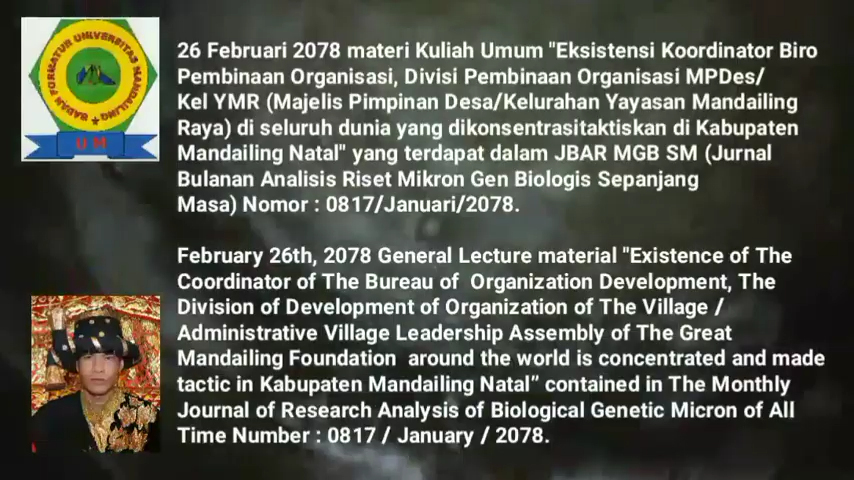 BADAN FORMATUR UNIVERSITAS MANDAILING
U M
26 Februari 2078 materi Kuliah Umum "Eksistensi Koordinator Biro
Pembinaan Organisasi, Divisi Pembinaan Organisasi MPDes/
Kel YMR (Majelis Pimpinan Desa/Kelurahan Yayasan Mandailing
Raya) di seluruh dunia yang dikonsentrasitaktiskan di Kabupaten
Mandailing Natal" yang terdapat dalam JBAR MGB SM (Jurnal
Bulanan Analisis Riset Mikron Gen Biologis Sepanjang
Masa) Nomor : 0817/Januari/2078.
February 26th, 2078 General Lecture material "Existence of The
Coordinator of The Bureau of Organization Development, The
Division of Development of Organization of The Village /
Administrative Village Leadership Assembly of The Great
Mandailing Foundation around the world is concentrated and made
tactic in Kabupaten Mandailing Natal” contained in The Monthly
Journal of Research Analysis of Biological Genetic Micron of All
Time Number : 0817 / January / 2078.